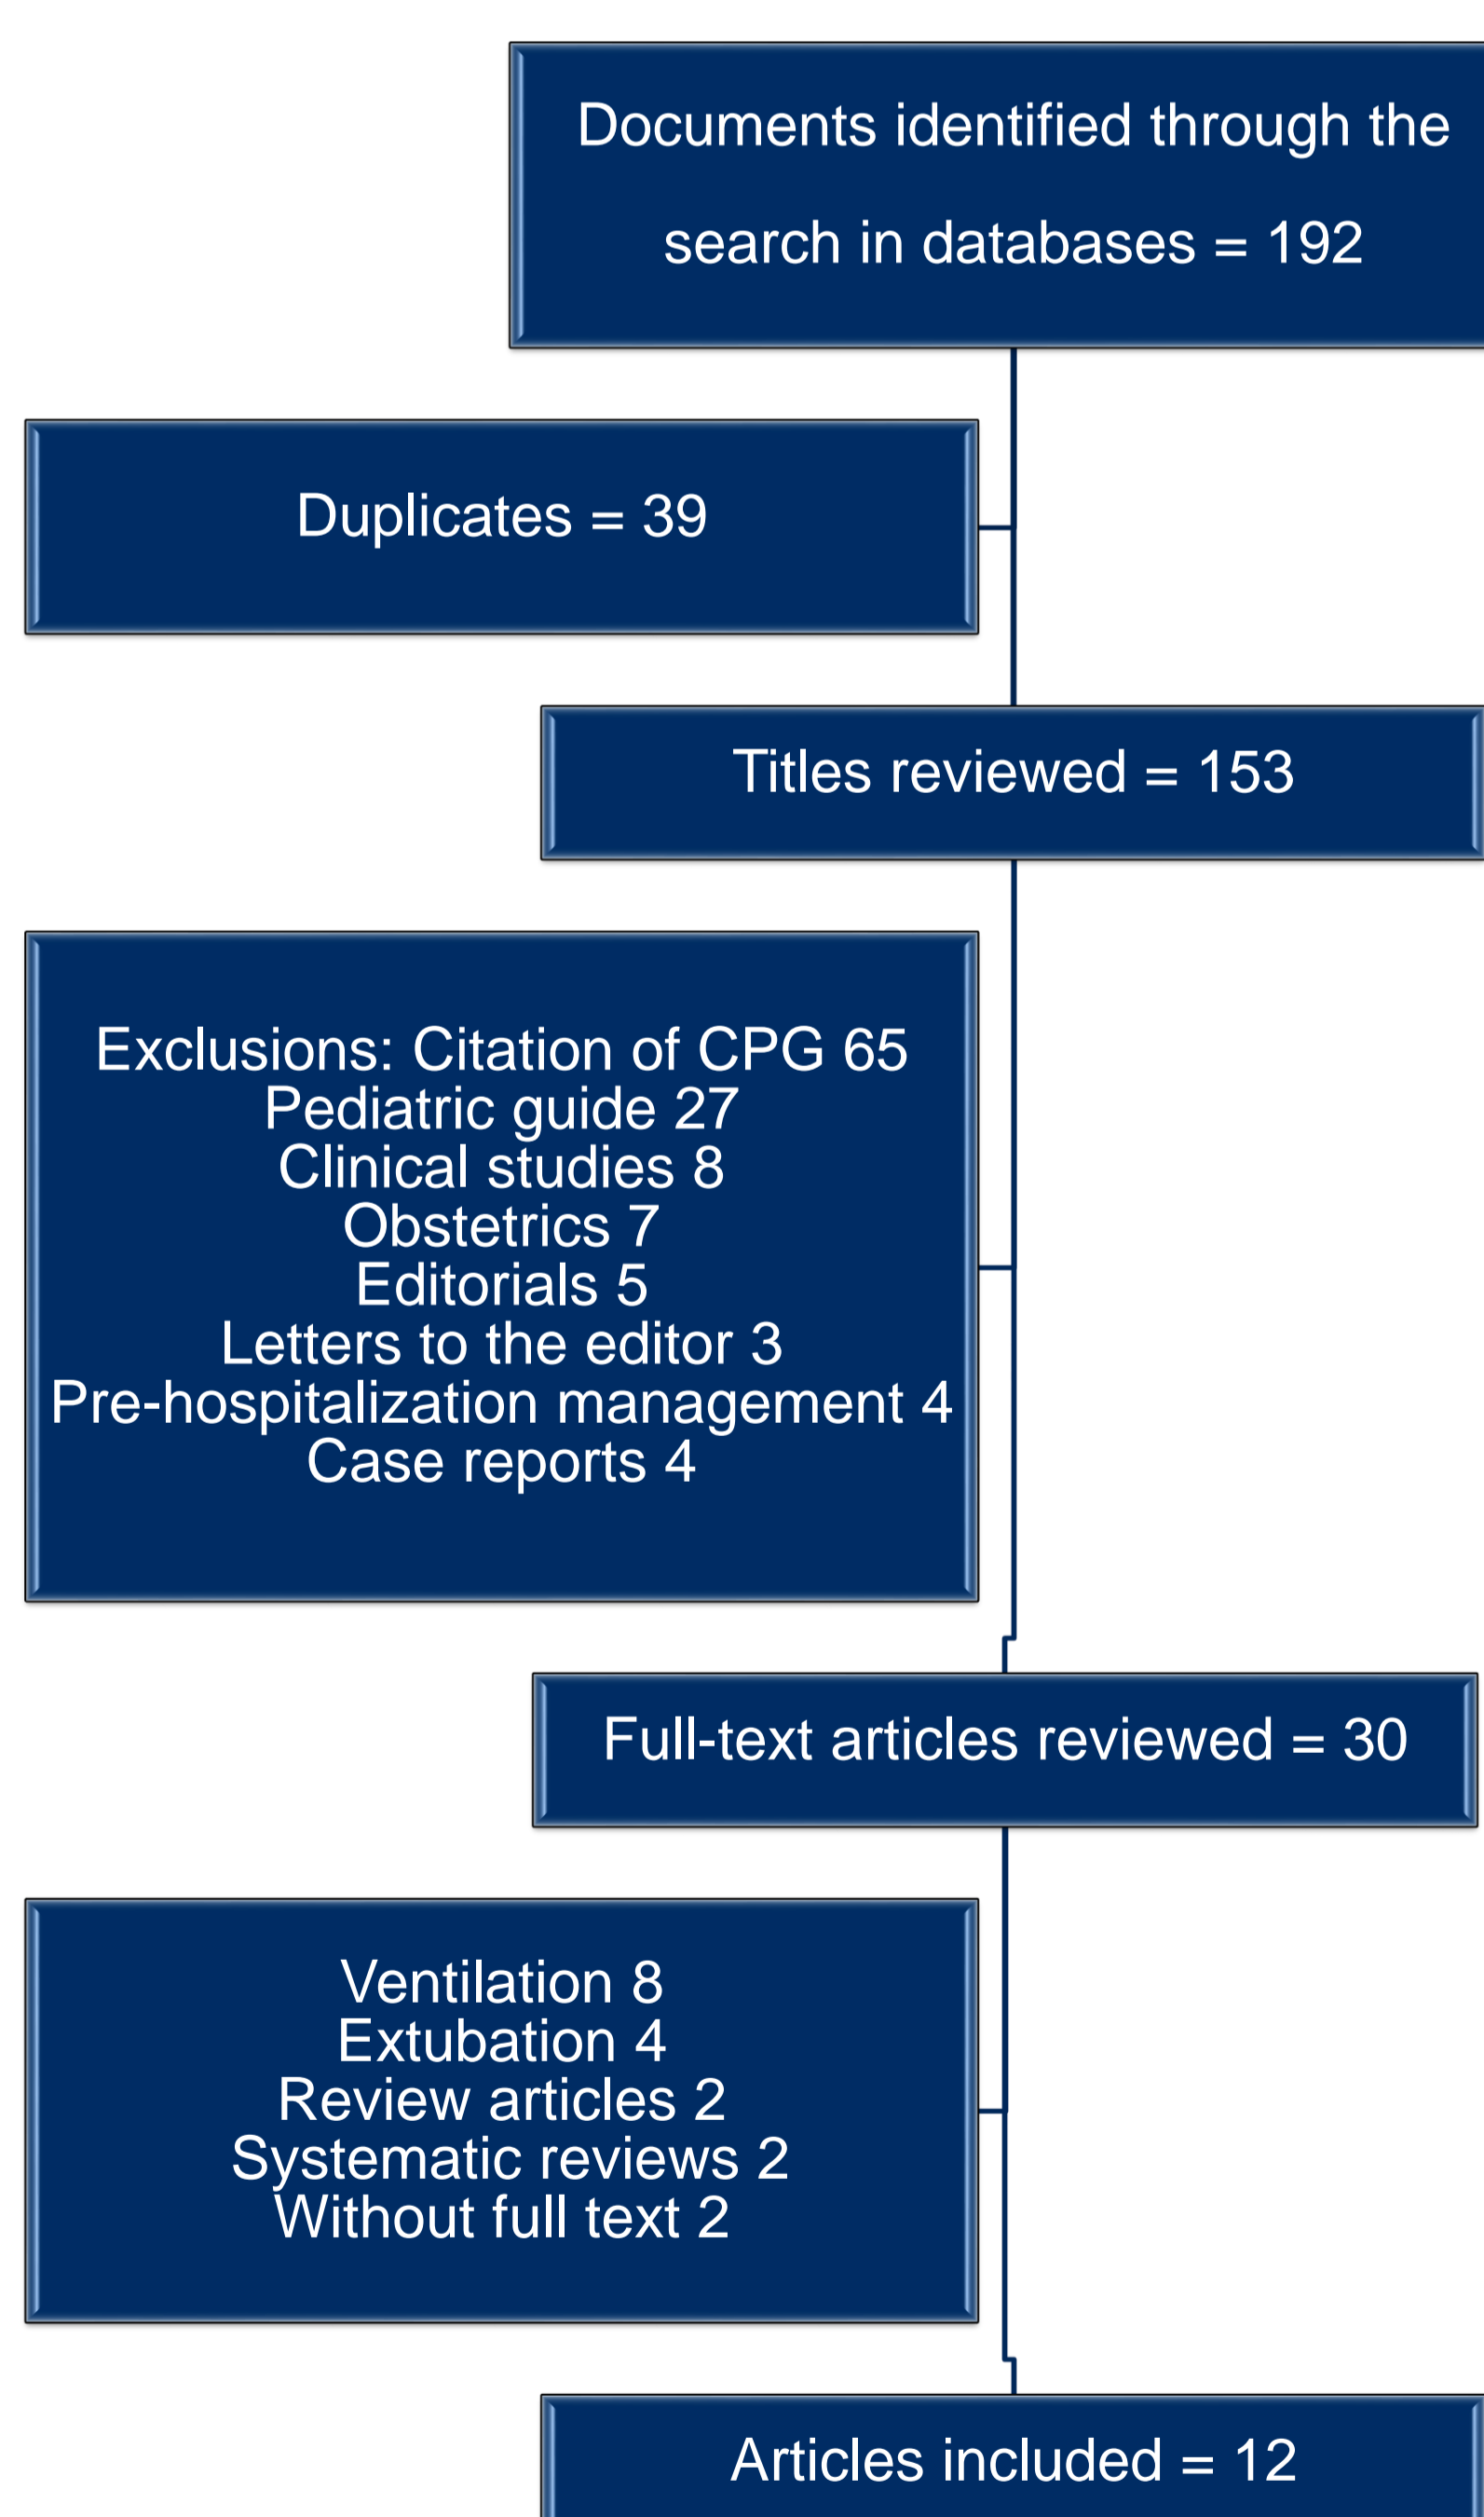 Documents identified through the
search in databases = 192
Duplicates = 39
Titles reviewed = 153
Exclusions: Citation of CPG 65
Pediatric guide 27
Clinical studies 8
Obstetrics 7
Editorials 5
Letters to the editor 3
Pre-hospitalization management 4
Case reports 4
Full-text articles reviewed = 30
Ventilation 8
Extubation 4
Review articles 2
Systematic reviews 2
Without full text 2
Articles included = 12